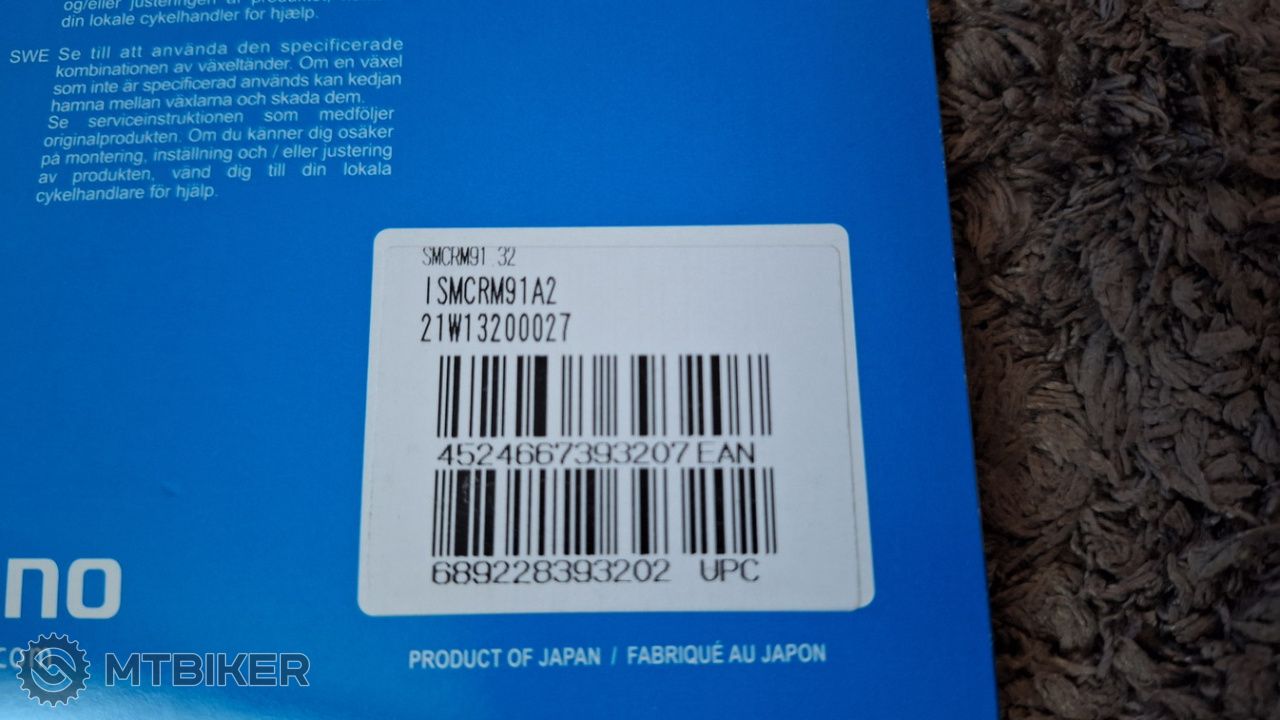 og/eller justeringen af produktet,
din lokale cykelhandler for hjælp.
SWE Se till att använda den specificerade
kombinationen av växeltänder. Om en växel
som inte är specificerad används kan kedjan
hamna mellan växlarna och skada dem.
Se serviceinstruktionen som medföljer
originalprodukten. Om du känner dig osäker
på montering, inställning och / eller justering
av produkten, vänd dig till din lokala
cykelhandlare för hjälp.
SMCRM91 32
ISMCRM91A2
21W13200027
4524667393207 EAN
689228393202 UPC
no
.com
MTBIKER
PRODUCT OF JAPAN / FABRIQUÉ AU JAPON